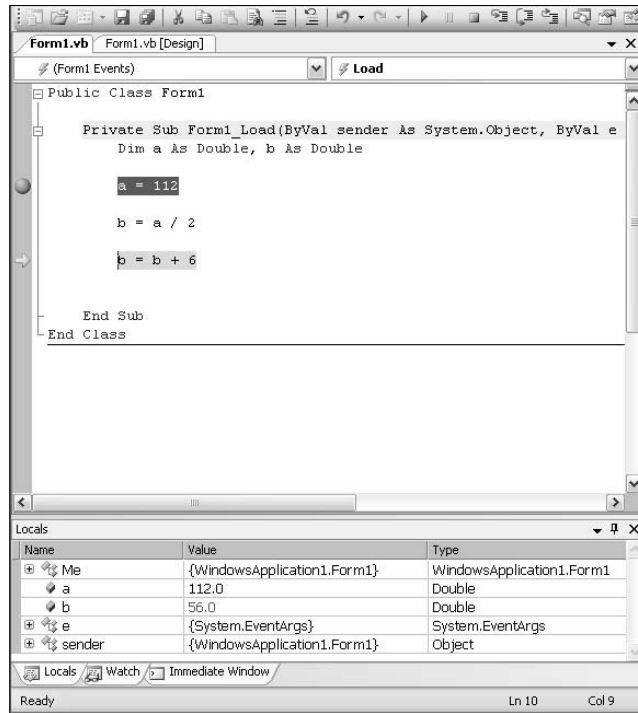 Form1.vb Form1.vb [Design]
(Form1 Events) Load
Public Class Form1
Private Sub Form1_Load(ByVal sender As System.Object, ByVal e
Dim a As Double, b As Double
a = 112
b = a / 2
b = b + 6
End Sub
End Class
Locals
Name Value Type
Me {WindowsApplication1.Form1} WindowsApplication1.Form1
a 112.0 Double
b 56.0 Double
e {System.EventArgs} System.EventArgs
sender {WindowsApplication1.Form1} Object
Locals Watch Immediate Window
Ready Ln 10 Col 9